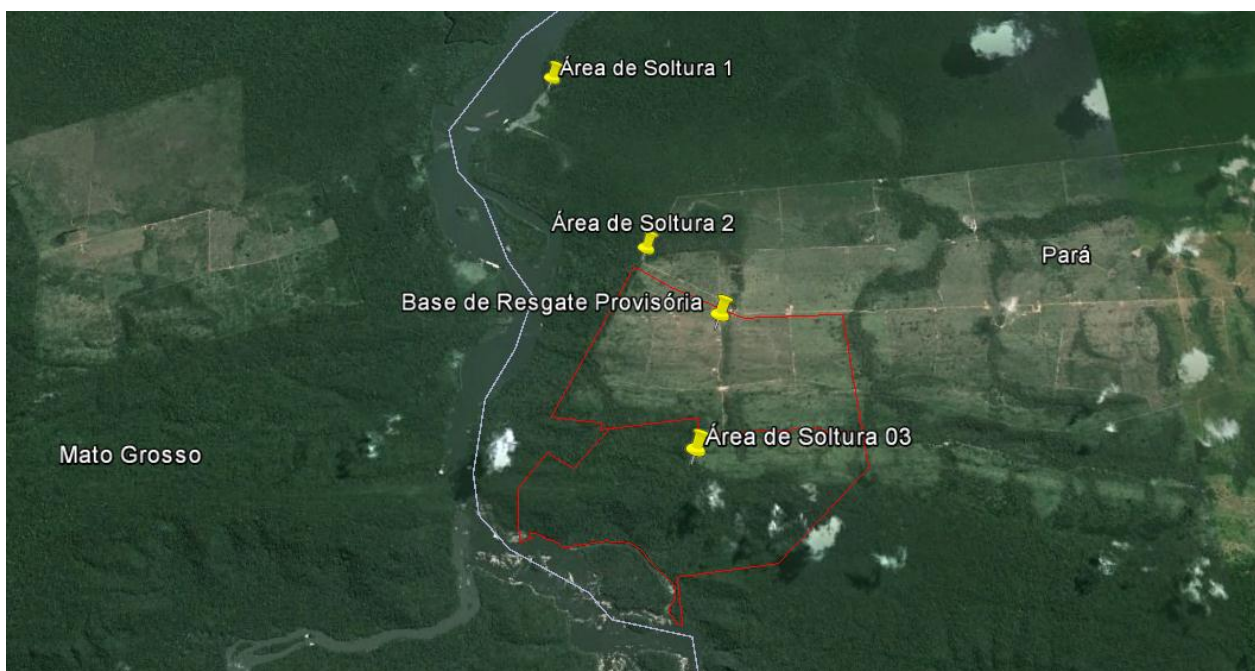 Área de Soltura 1
Área de Soltura 2
Pará
Base de Resgate Provisória
Área de Soltura 03
Mato Grosso